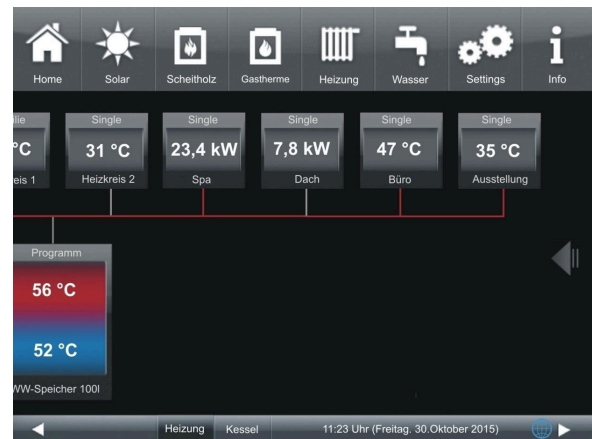 Home Solar Scheitholz Gastherme Heizung Wasser Settings Info
Single Single Single Single Single
°C 31 °C 23,4 kW 7,8 kW 47 °C 35 °C
eis 1 Heizkreis 2 Spa Dach Büro Ausstellung
Programm
56 °C
52 °C
WW-Speicher 100l
Heizung Kessel 11:23 Uhr (Freitag. 30.Oktober 2015)